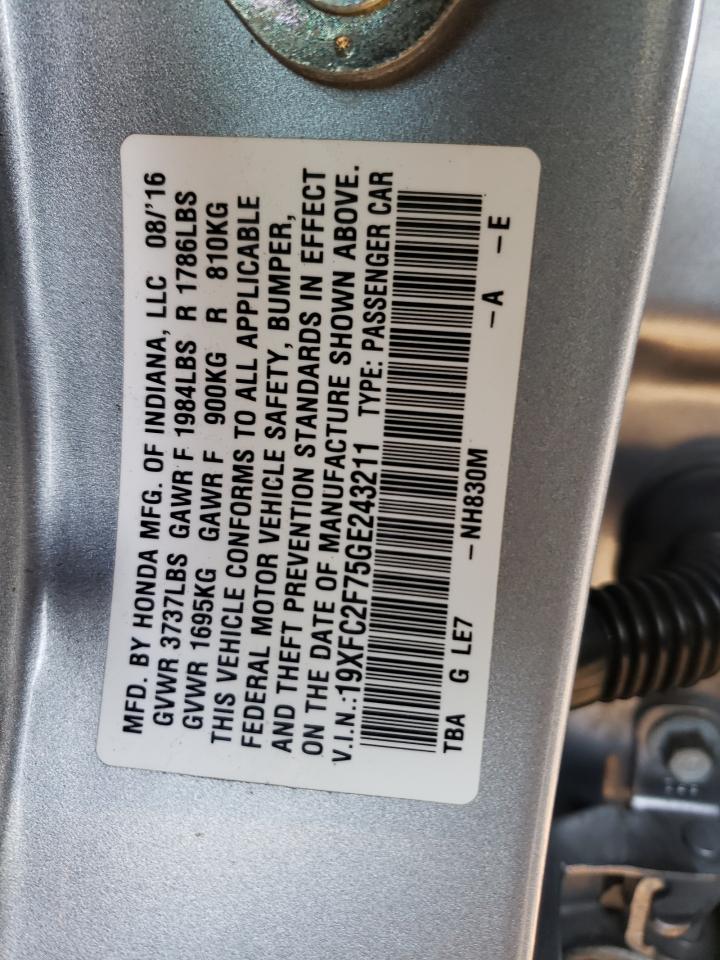 MFD. BY HONDA MFG. OF INDIANA, LLC 08/'16
GVWR 3737LBS GAWR F 1984LBS R 1786LBS
GVWR 1695KG GAWR F 900KG R 810KG
THIS VEHICLE CONFORMS TO ALL APPLICABLE
FEDERAL MOTOR VEHICLE SAFETY, BUMPER,
AND THEFT PREVENTION STANDARDS IN EFFECT
ON THE DATE OF MANUFACTURE SHOWN ABOVE.
V.I.N.:19XFC2F75GE243211 TYPE: PASSENGER CAR
TBA G LE7 –NH830M –A –E